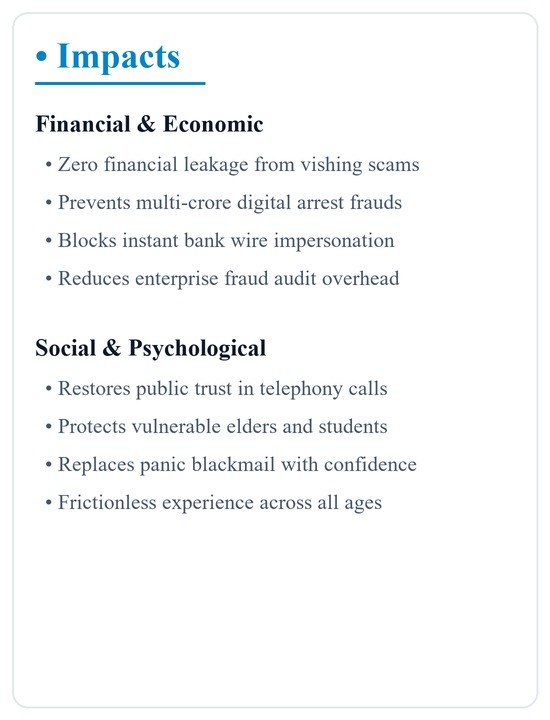 • Impacts
Financial & Economic
• Zero financial leakage from vishing scams
• Prevents multi-crore digital arrest frauds
• Blocks instant bank wire impersonation
• Reduces enterprise fraud audit overhead
Social & Psychological
• Restores public trust in telephony calls
• Protects vulnerable elders and students
• Replaces panic blackmail with confidence
• Frictionless experience across all ages